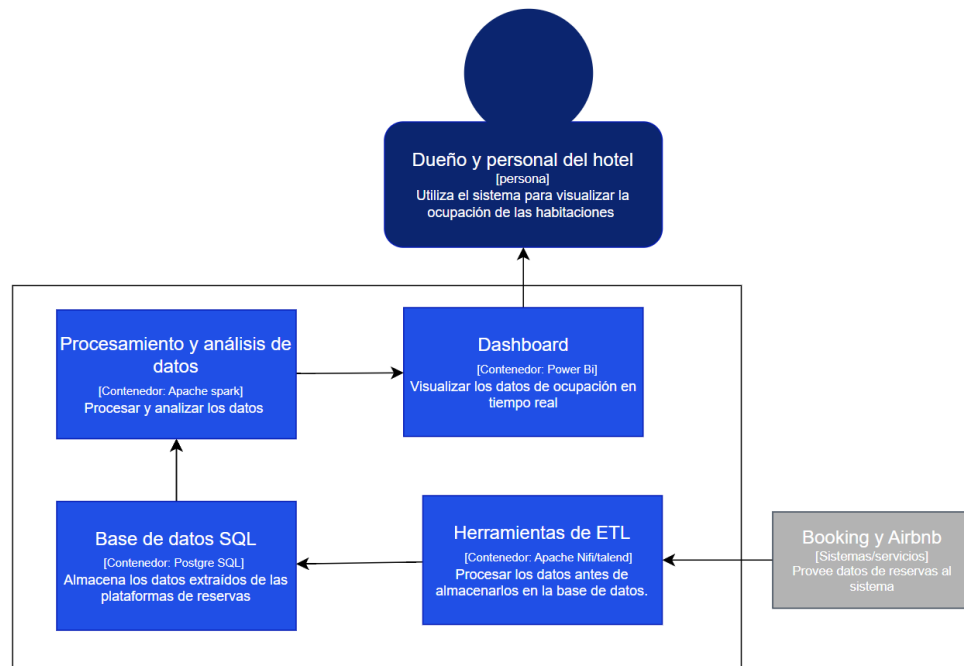 Dueño y personal del hotel
[persona]
Utiliza el sistema para visualizar la
ocupación de las habitaciones
Procesamiento y análisis de
datos
[Contenedor: Apache spark]
Procesar y analizar los datos
Dashboard
[Contenedor: Power Bi]
Visualizar los datos de ocupación en
tiempo real
Base de datos SQL
[Contenedor: Postgre SQL]
Almacena los datos extraídos de las
plataformas de reservas
Herramientas de ETL
[Contenedor: Apache Nifi/talend]
Procesar los datos antes de
almacenarlos en la base de datos.
Booking y Airbnb
[Sistemas/servicios]
Provee datos de reservas al
sistema